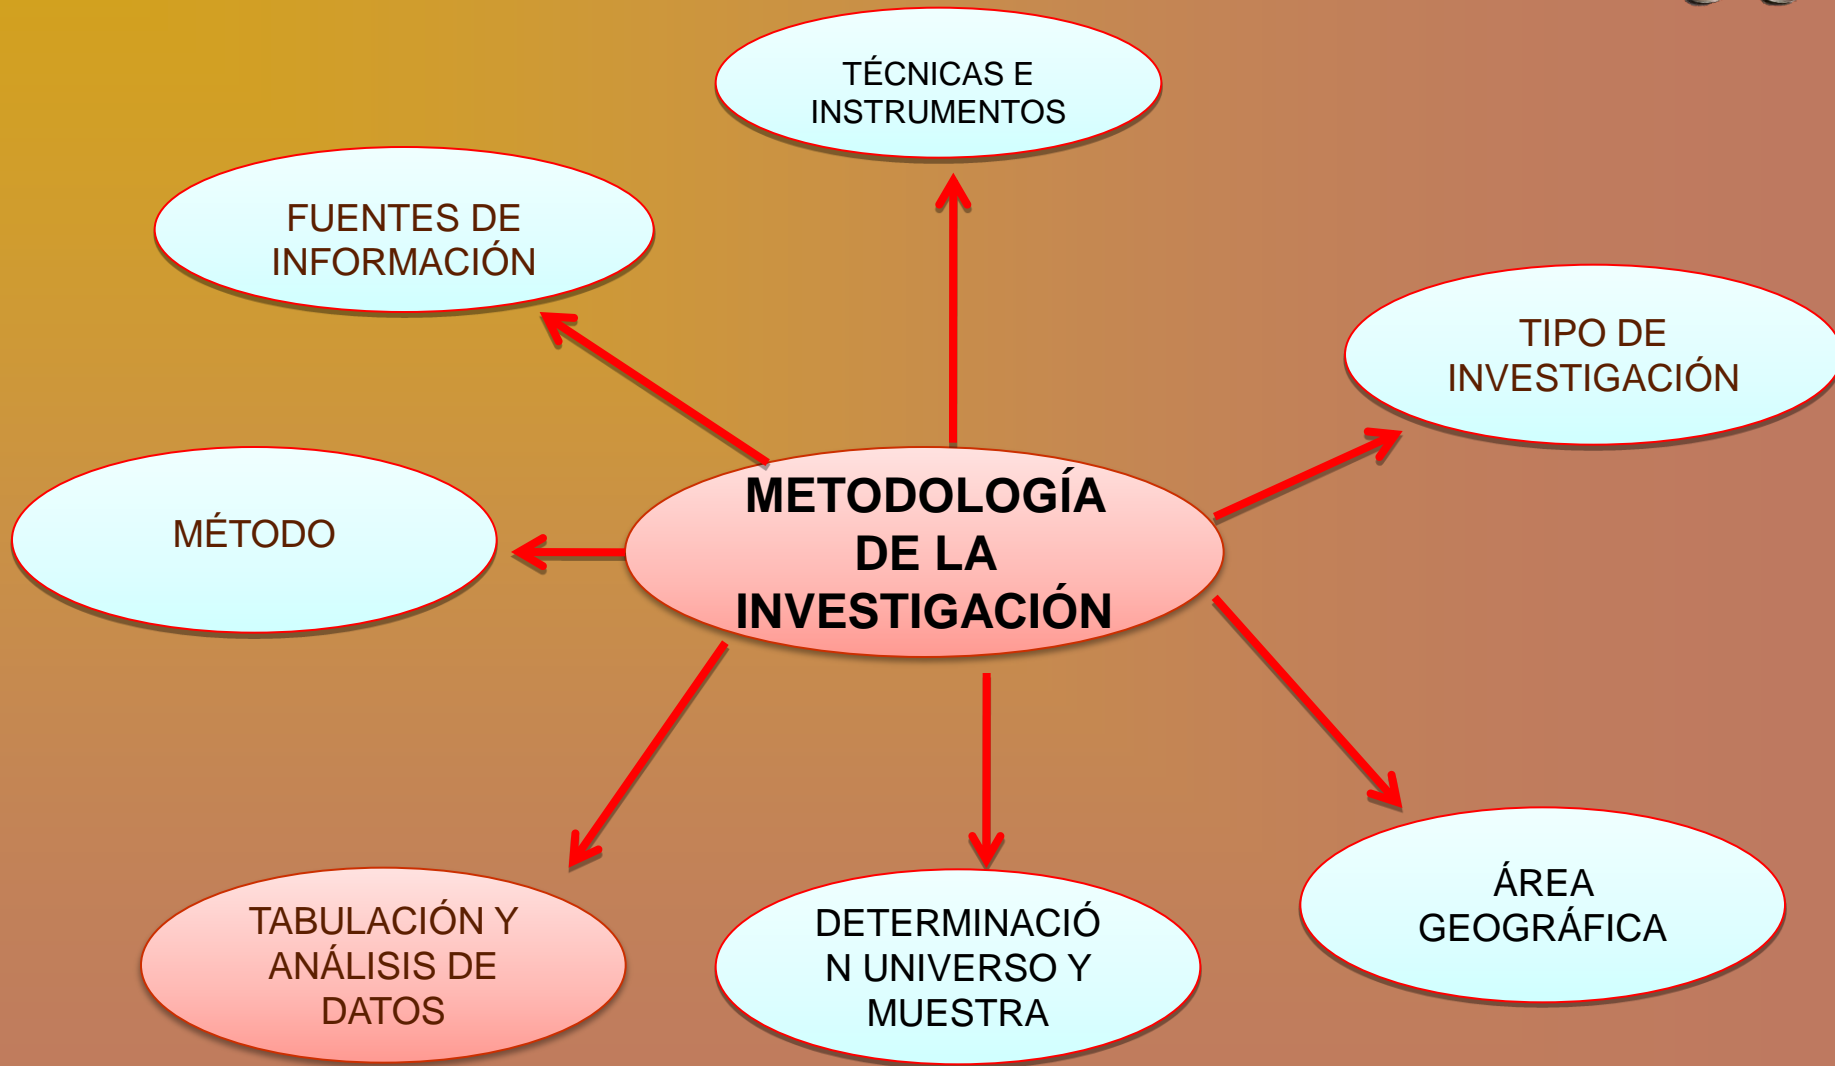 TÉCNICAS E
INSTRUMENTOS
FUENTES DE
INFORMACIÓN
TIPO DE
INVESTIGACIÓN
METODOLOGÍA
DE LA
INVESTIGACIÓN
MÉTODO
TABULACIÓN Y
ANÁLISIS DE
DATOS
DETERMINACIÓ
N UNIVERSO Y
MUESTRA
ÁREA
GEOGRÁFICA